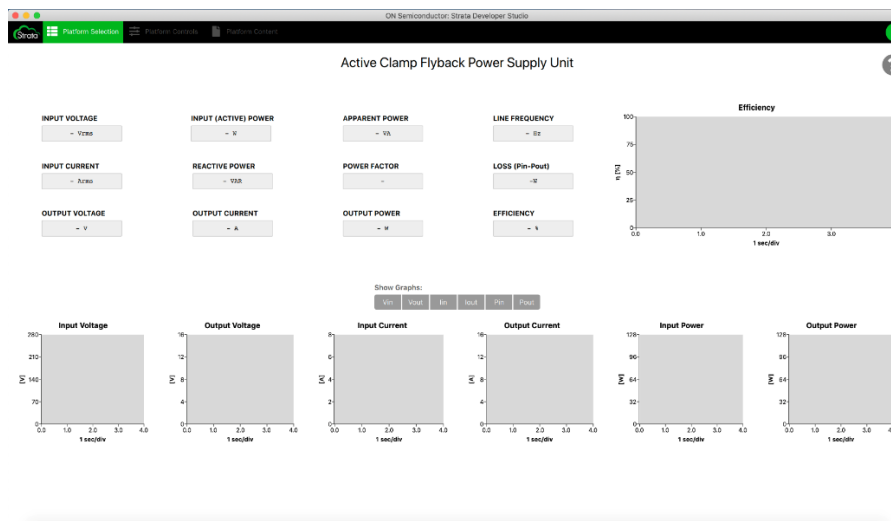 ON Semiconductor: Strata Developer Studio
Strata Platform Selection Platform Controls Platform Content
Active Clamp Flyback Power Supply Unit
?
INPUT VOLTAGE INPUT (ACTIVE) POWER APPARENT POWER LINE FREQUENCY
- Vrms - W - VA - Hz
INPUT CURRENT REACTIVE POWER POWER FACTOR LOSS (Pin-Pout)
- Arms - VAR - -W
OUTPUT VOLTAGE OUTPUT CURRENT OUTPUT POWER EFFICIENCY
- V - A - W - %
Efficiency
η [%]
100
75
50
25
0
0.0 1.0 2.0 3.0
1 sec/div
Show Graphs:
Vin Vout Iin Iout Pin Pout
Input Voltage
[V]
280
210
140
70
0
0.0 1.0 2.0 3.0 4.0
1 sec/div
Output Voltage
[V]
16
12
8
4
0
0.0 1.0 2.0 3.0 4.0
1 sec/div
Input Current
[A]
8
6
4
2
0
0.0 1.0 2.0 3.0 4.0
1 sec/div
Output Current
[A]
16
12
8
4
0
0.0 1.0 2.0 3.0 4.0
1 sec/div
Input Power
[W]
128
96
64
32
0
0.0 1.0 2.0 3.0 4.0
1 sec/div
Output Power
[W]
128
96
64
32
0
0.0 1.0 2.0 3.0 4
1 sec/div